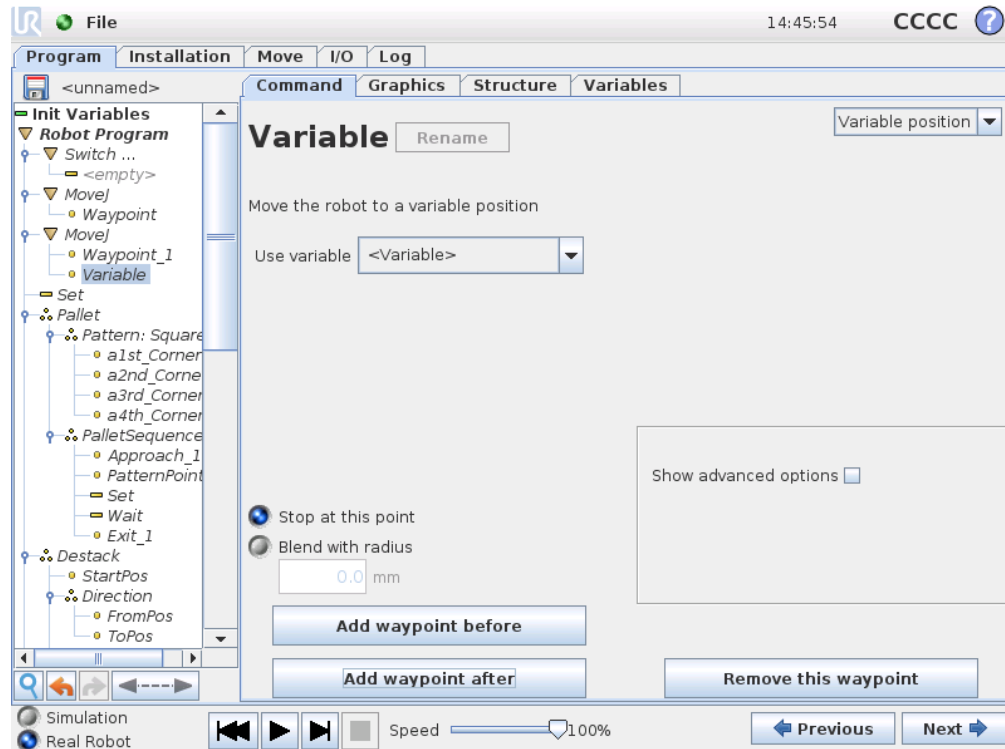 UR File 14:45:54 CCCC ?
Program Installation Move I/O Log
<unnamed> Command Graphics Structure Variables
Init Variables
Robot Program
Switch ...
<empty>
MoveJ
Waypoint
MoveJ
Waypoint_1
Variable
Set
Pallet
Pattern: Square
a1st_Corner
a2nd_Corne
a3rd_Corner
a4th_Corner
PalletSequence
Approach_1
PatternPoint
Set
Wait
Exit_1
Destack
StartPos
Direction
FromPos
ToPos
Variable Rename
Variable position
Move the robot to a variable position
Use variable <Variable>
Show advanced options
Stop at this point
Blend with radius
0.0 mm
Add waypoint before
Add waypoint after Remove this waypoint
Simulation
Real Robot
Speed 100%
Previous Next